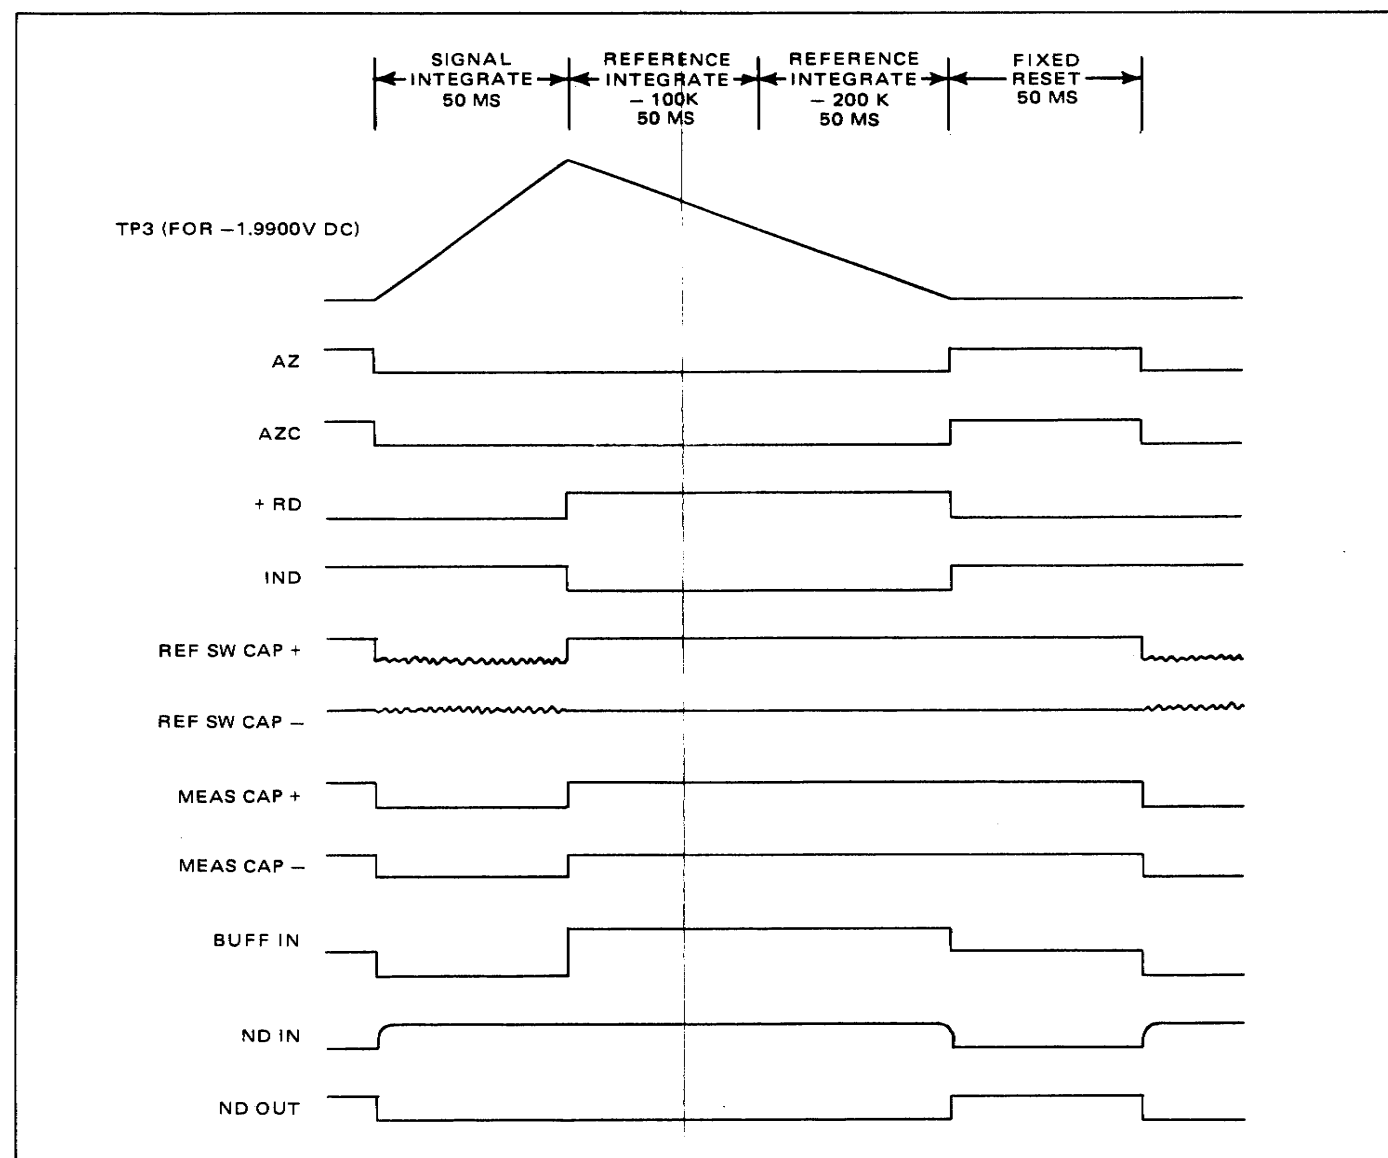 SIGNAL
INTEGRATE
50 MS
REFERENCE
INTEGRATE
– 100K
50 MS
REFERENCE
INTEGRATE
– 200 K
50 MS
FIXED
RESET
50 MS
TP3 (FOR –1.9900V DC)
AZ
AZC
+ RD
IND
REF SW CAP +
REF SW CAP –
MEAS CAP +
MEAS CAP –
BUFF IN
ND IN
ND OUT